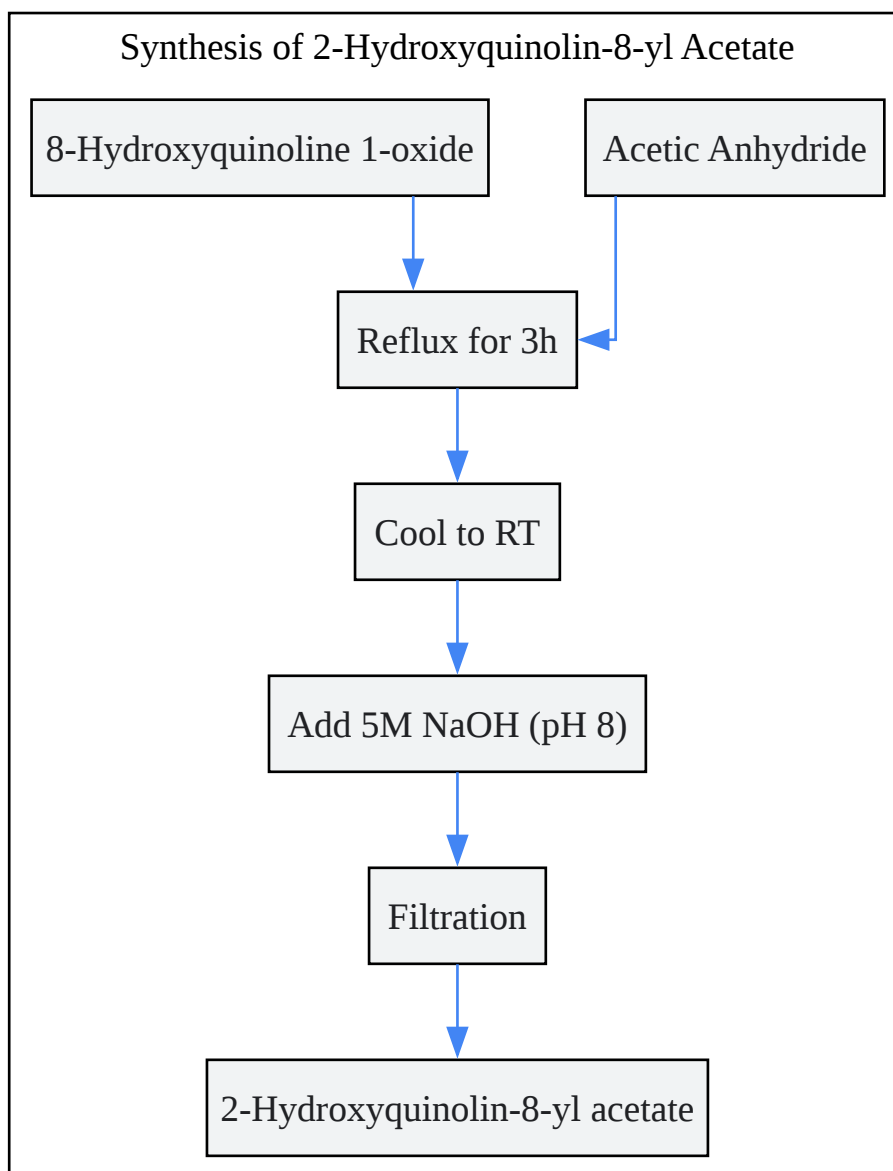 Synthesis of 2-Hydroxyquinolin-8-yl Acetate
8-Hydroxyquinoline 1-oxide
Acetic Anhydride
Reflux for 3h
Cool to RT
Add 5M NaOH (pH 8)
Filtration
2-Hydroxyquinolin-8-yl acetate